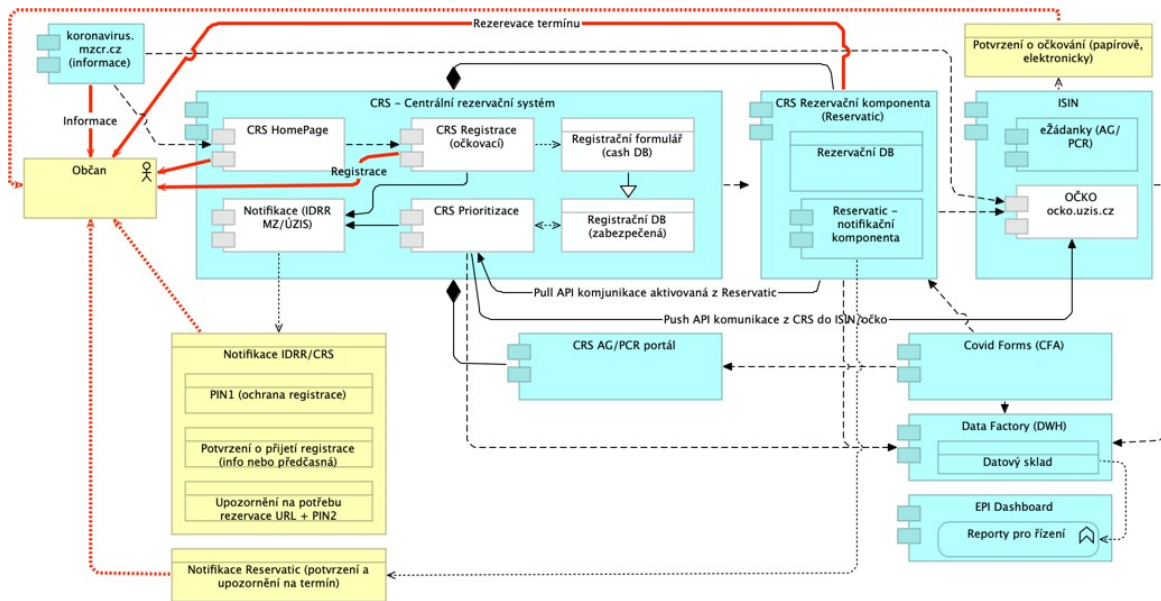 Rezerevace termínu
koronavirus.
mzcr.cz
(informace)
Potvrzení o očkování (papírově,
elektronicky)
Informace
CRS – Centrální rezervační systém
CRS HomePage
CRS Registrace
(očkovací)
Registrační formulář
(cash DB)
Registrace
Notifikace (IDRR
MZ/ÚZIS)
CRS Prioritizace
Registrační DB
(zabezpečená)
CRS Rezervační komponenta
(Reservatic)
Rezervační DB
Reservatic –
notifikační
komponenta
ISIN
eŽádanky (AG/
PCR)
OČKO
ocko.uzis.cz
Občan
Pull API komjunikace aktivovaná z Reservatic
Push API komunikace z CRS do ISIN/očko
Notifikace IDRR/CRS
PIN1 (ochrana registrace)
Potvrzení o přijetí registrace
(info nebo předčasná)
Upozornění na potřebu
rezervace URL + PIN2
CRS AG/PCR portál
Covid Forms (CFA)
Data Factory (DWH)
Datový sklad
EPI Dashboard
Reporty pro řízení
Notifikace Reservatic (potvrzení a
upozornění na termín)